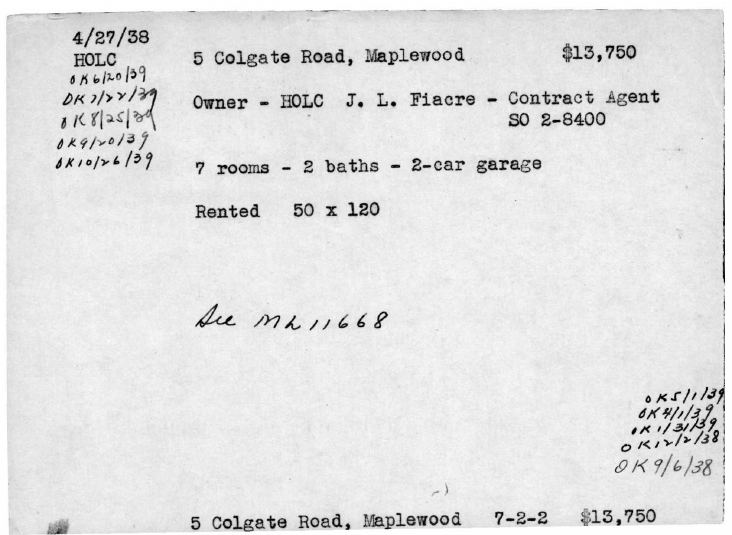 4/27/38
HOLC
OK 6/20/39
OK 7/22/39
OK 8/25/39
OK 9/20/39
OK 10/26/39
5 Colgate Road, Maplewood $13,750
Owner - HOLC J. L. Fiacre - Contract Agent
SO 2-8400
7 rooms - 2 baths - 2-car garage
Rented 50 x 120
See ML 11668
OK 5/1/39
OK 4/1/39
OK 1/31/39
OK 12/2/38
OK 9/6/38
5 Colgate Road, Maplewood 7-2-2 $13,750